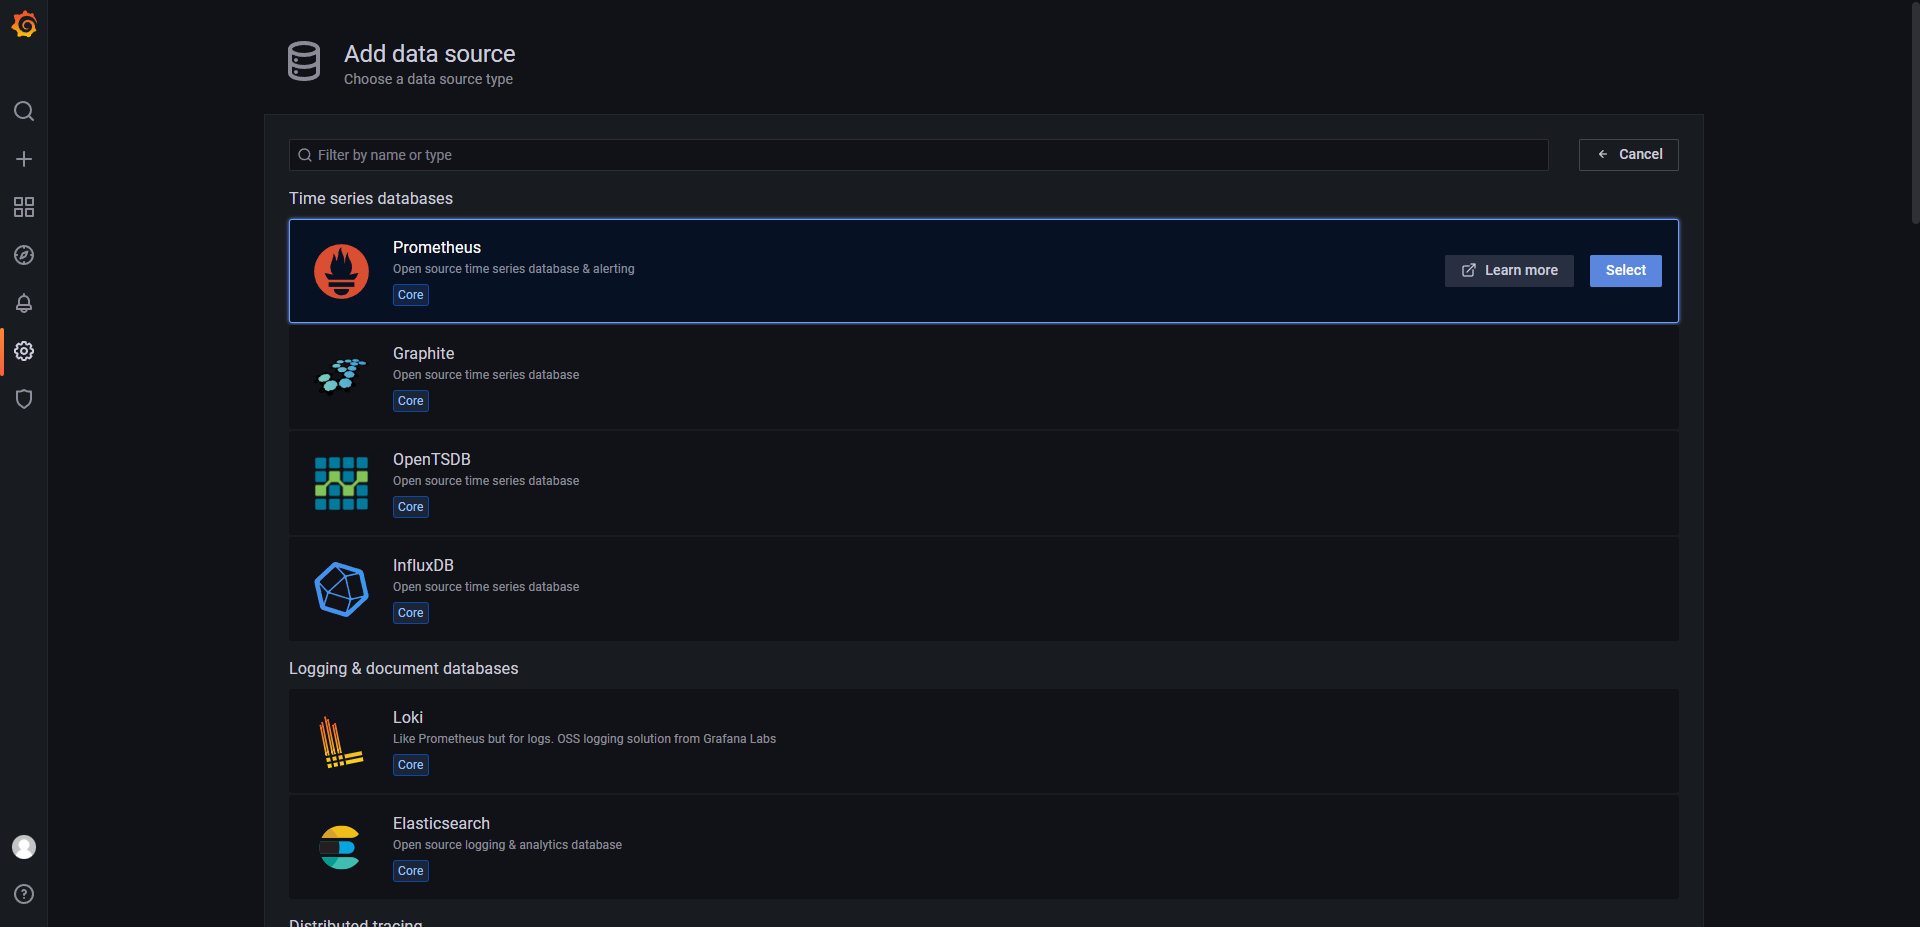 Add data source
Choose a data source type
Filter by name or type
Cancel
Time series databases
Prometheus
Open source time series database & alerting
Core
Learn more
Select
Graphite
Open source time series database
Core
OpenTSDB
Open source time series database
Core
InfluxDB
Open source time series database
Core
Logging & document databases
Loki
Like Prometheus but for logs. OSS logging solution from Grafana Labs
Core
Elasticsearch
Open source logging & analytics database
Core
Distributed tracing